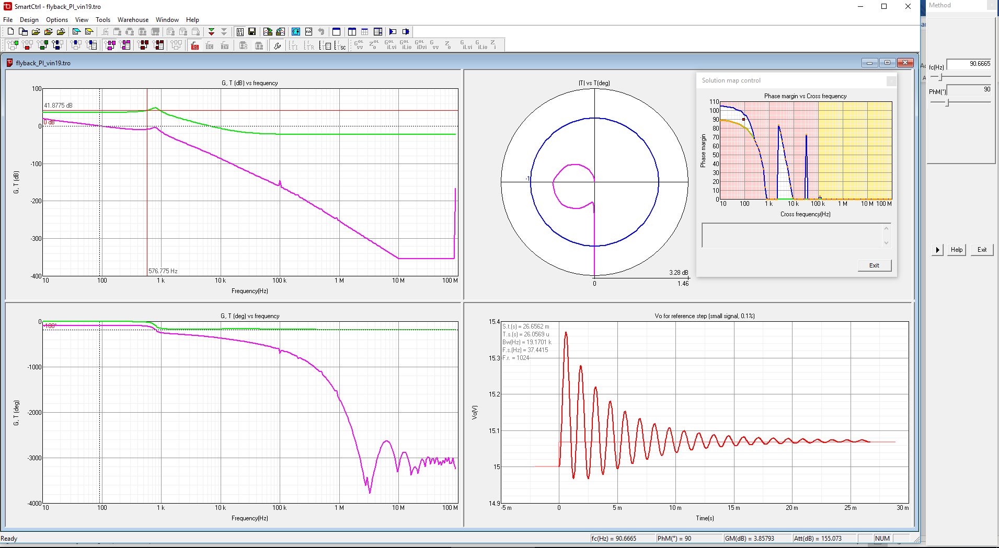 SmartCtrl - flyback_PI_vin19.tro
File Design Options View Tools Warehouse Window Help
flyback_PI_vin19.tro
G, T (dB) vs frequency
100
0
-100
-200
-300
-400
G, T (dB)
41.8775 dB
0 dB
576.775 Hz
10 100 1 k 10 k 100 k 1 M 10 M 100 M
Frequency(Hz)
|T| vs T(deg)
-1
3.28 dB
0 1.46
Solution map control
Phase margin vs Cross frequency
110
100
90
80
70
60
50
40
30
20
10
0
Phase margin
10 100 1 k 10 k 100 k 1 M 10 M 100 M
Cross frequency(Hz)
Exit
G, T (deg) vs frequency
0
-1000
-2000
-3000
-4000
G, T (deg)
-180°
10 100 1 k 10 k 100 k 1 M 10 M 100 M
Frequency(Hz)
Vo for reference step (small signal, 0.1%)
15.4
15.3
15.2
15.1
15
14.9
Vo(V)
S.t.(s) = 26.6562 m
T.s.(s) = 26.0569 u
Bw(Hz) = 19.1701 k
F.s.(Hz) = 37.4415
F.r. = 1024
-5 m 0 5 m 10 m 15 m 20 m 25 m 30 m
Time(s)
Method
fc(Hz) 90.6665
PhM(°) 90
Help Exit
Ready
fc(Hz) = 90.6665 PhM(°) = 90 GM(dB) = 3.85793 Att(dB) = 155.073 NUM